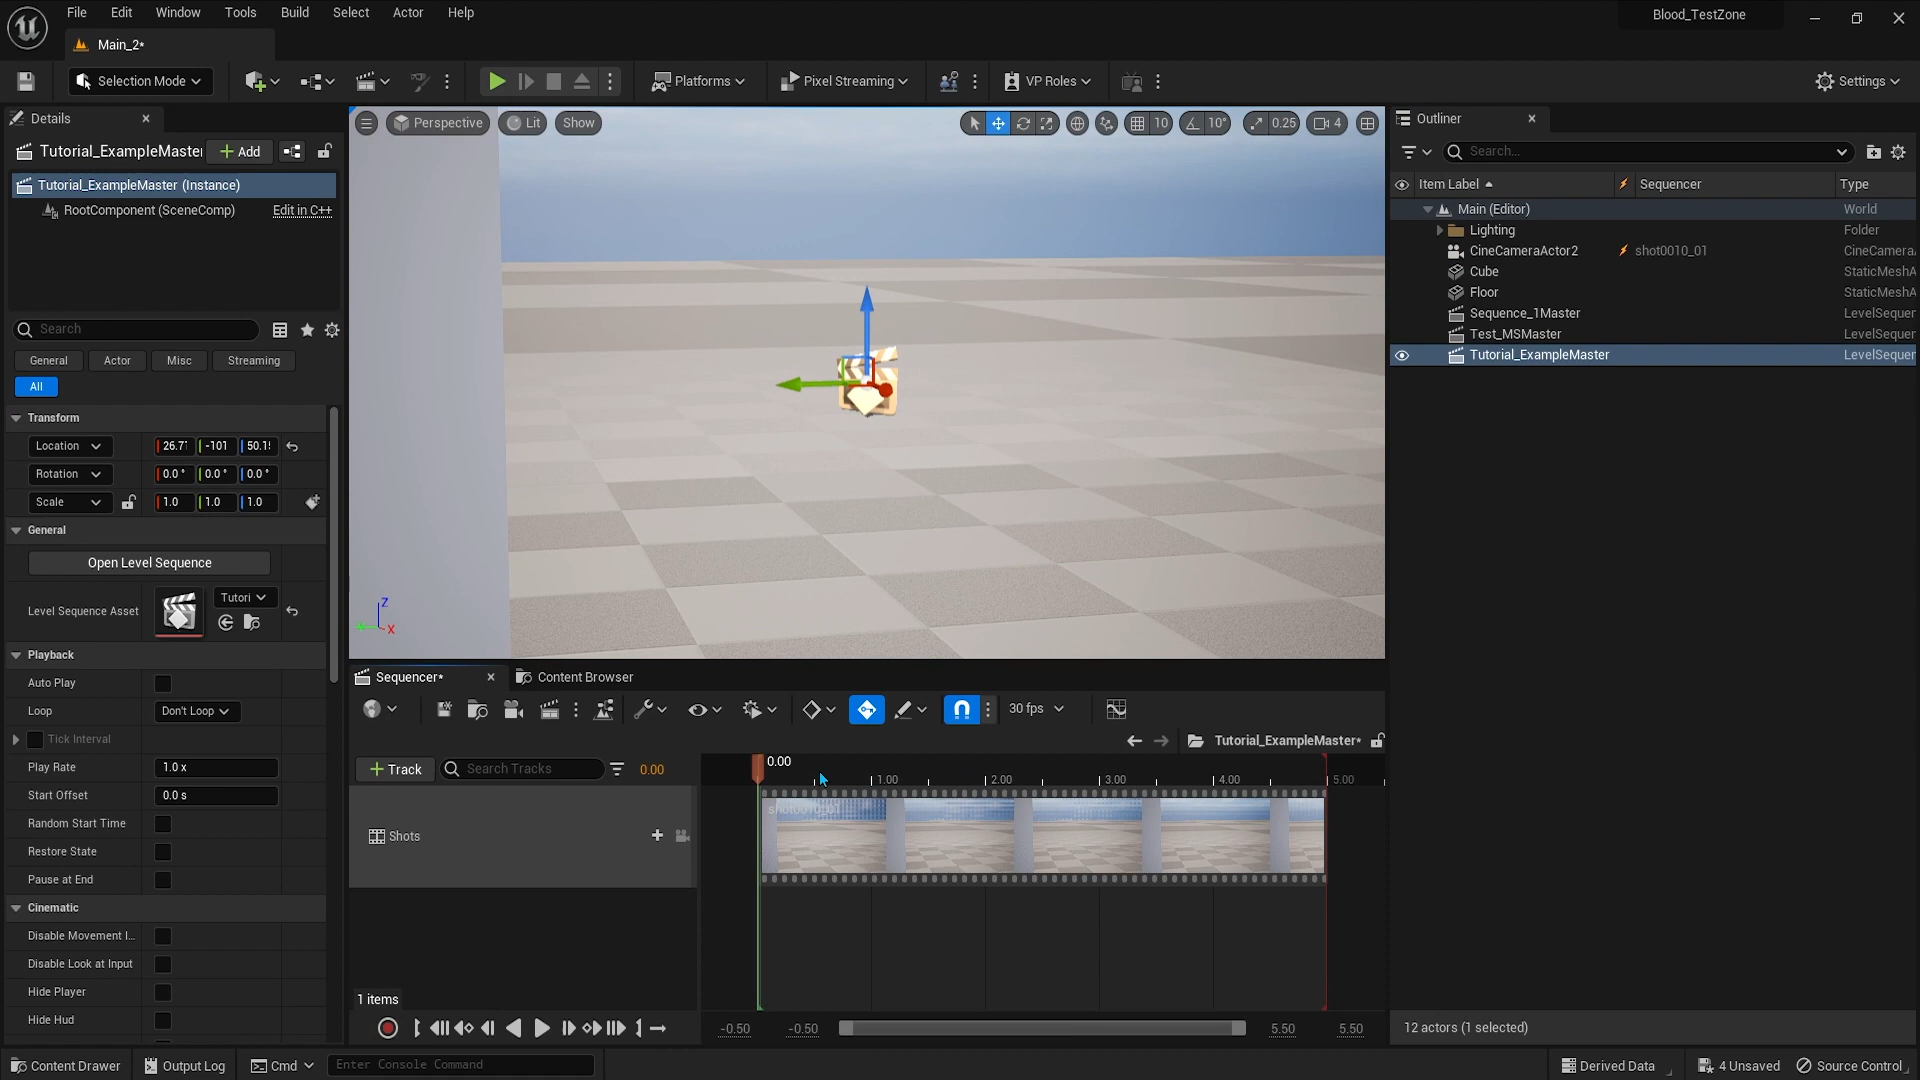 File Edit Window Tools Build Select Actor Help
Blood_TestZone
Main_2*
Selection Mode
Platforms
Pixel Streaming
VP Roles
Settings
Details
Tutorial_ExampleMaster
Add
Tutorial_ExampleMaster (Instance)
RootComponent (SceneComp)
Edit in C++
Search
General Actor Misc Streaming
All
Transform
Location 26.7 -101 50.1
Rotation 0.0° 0.0° 0.0°
Scale 1.0 1.0 1.0
General
Open Level Sequence
Level Sequence Asset
Tutori
Playback
Auto Play
Loop Don't Loop
Tick Interval
Play Rate 1.0 x
Start Offset 0.0 s
Random Start Time
Restore State
Pause at End
Cinematic
Disable Movement I...
Disable Look at Input
Hide Player
Hide Hud
Perspective Lit Show
10 10° 0.25 4
Z
X
Sequencer*
Content Browser
30 fps
Tutorial_ExampleMaster*
Track
Search Tracks
0.00
0.00
1.00 2.00 3.00 4.00 5.00
shot0010_01
Shots
1 items
-0.50 -0.50 5.50 5.50
Outliner
Search...
Item Label Sequencer Type
Main (Editor) World
Lighting Folder
CineCameraActor2 shot0010_01 CineCamera
Cube StaticMeshA
Floor StaticMeshA
Sequence_1Master LevelSequer
Test_MSMaster LevelSequer
Tutorial_ExampleMaster LevelSequer
12 actors (1 selected)
Content Drawer
Output Log
Cmd
Enter Console Command
Derived Data
4 Unsaved
Source Control